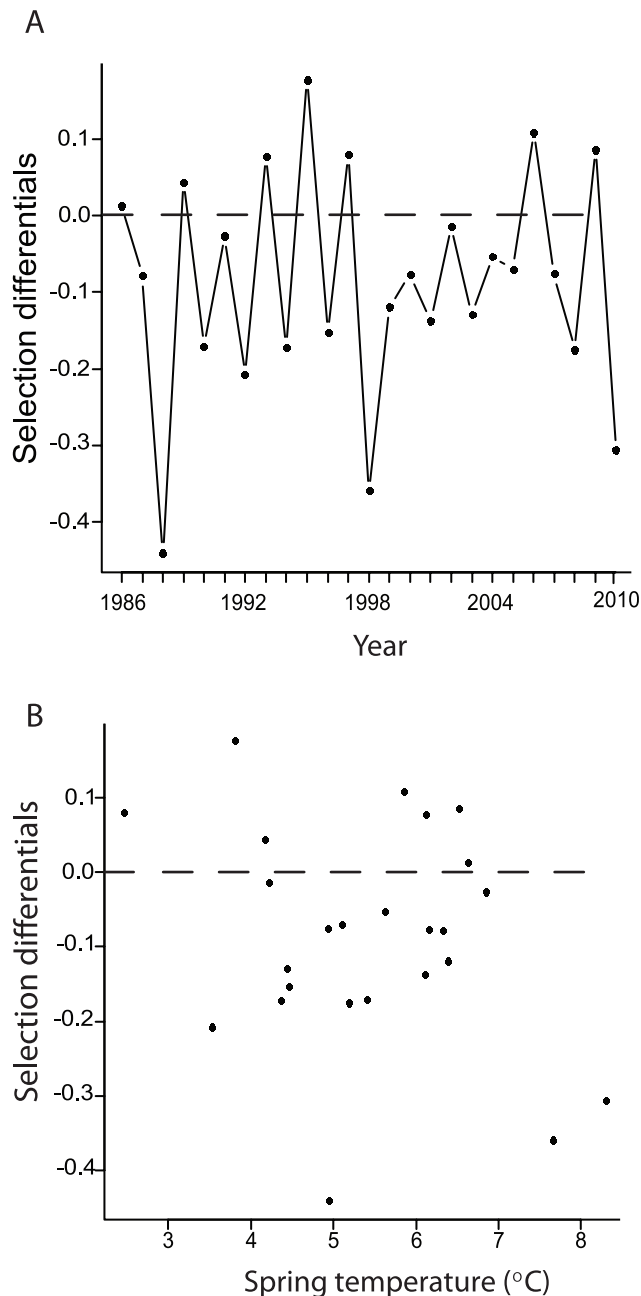 A
Selection differentials
0.1
0.0
-0.1
-0.2
-0.3
-0.4
1986 1992 1998 2004 2010
Year
B
Selection differentials
0.1
0.0
-0.1
-0.2
-0.3
-0.4
3 4 5 6 7 8
Spring temperature (°C)